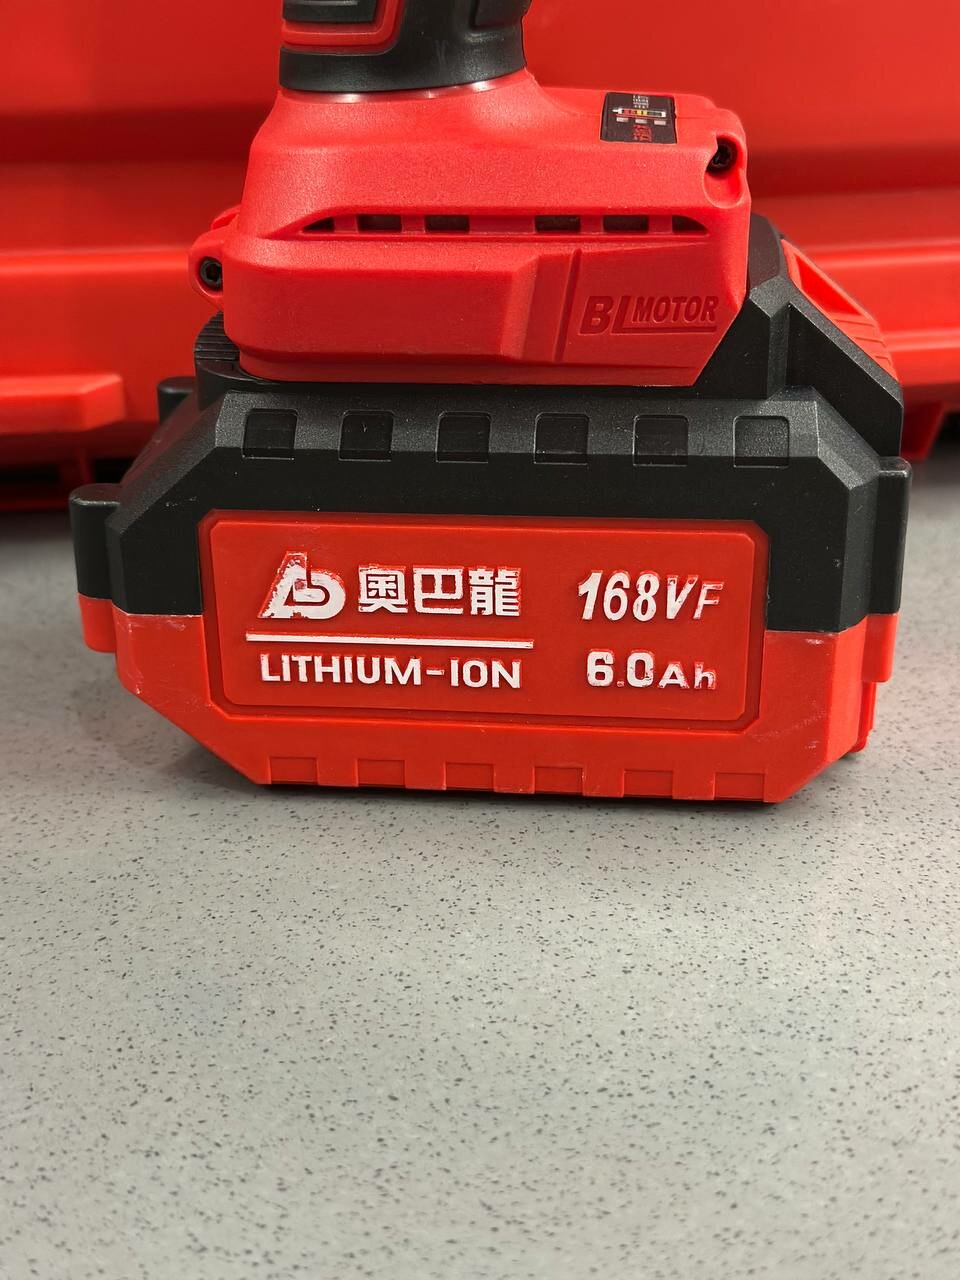 BL MOTOR
奥巴龍 168VF
LITHIUM-ION 6.0Ah